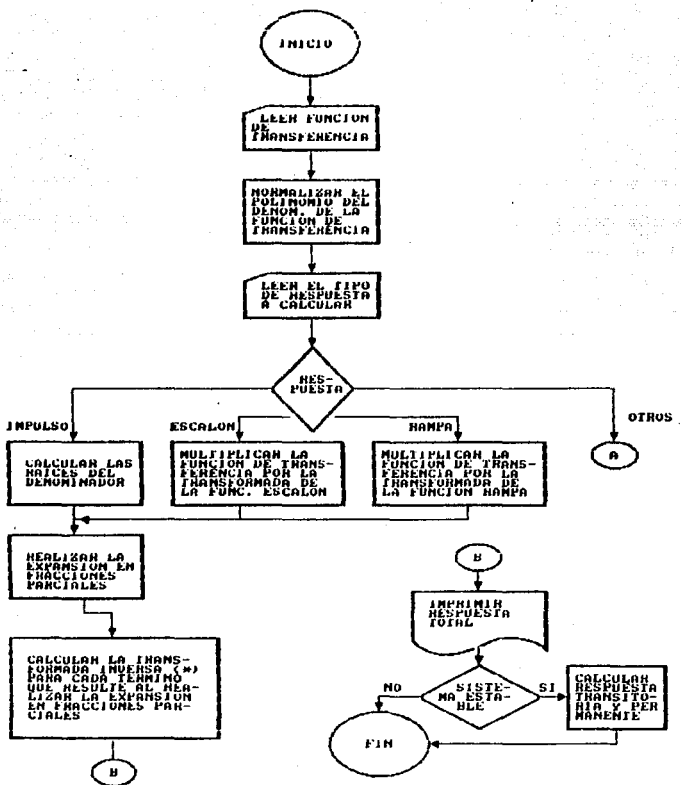 INICIO
LEER FUNCION
DE
TRANSFERENCIA
NORMALIZAR EL
POLINOMIO DEL
DENOM. DE LA
FUNCION DE
TRANSFERENCIA
LEER EL TIPO
DE RESPUESTA
A CALCULAR
RES-
PUESTA
IMPULSO
ESCALON
RAMPA
OTROS
CALCULAR LAS
RAICES DEL
DENOMINADOR
MULTIPLICAR LA
FUNCION DE TRANS-
FERENCIA POR LA
TRANSFORMADA DE
LA FUNC. ESCALON
MULTIPLICAR LA
FUNCION DE TRANS-
FERENCIA POR LA
TRANSFORMADA DE
LA FUNCION RAMPA
A
REALIZAR LA
EXPANSION EN
FRACCIONES
PARCIALES
CALCULAR LA TRANS-
FORMADA INVERSA (*)
PARA CADA TERMINO
QUE RESULTE AL REA-
LIZAR LA EXPANSION
EN FRACCIONES PAR-
CIALES
B
B
IMPRIMIR
RESPUESTA
TOTAL
NO
SISTE-
MA ESTA-
BLE
SI
CALCULAR
RESPUESTA
TRANSITO-
RIA Y PER
MANENTE
FIN